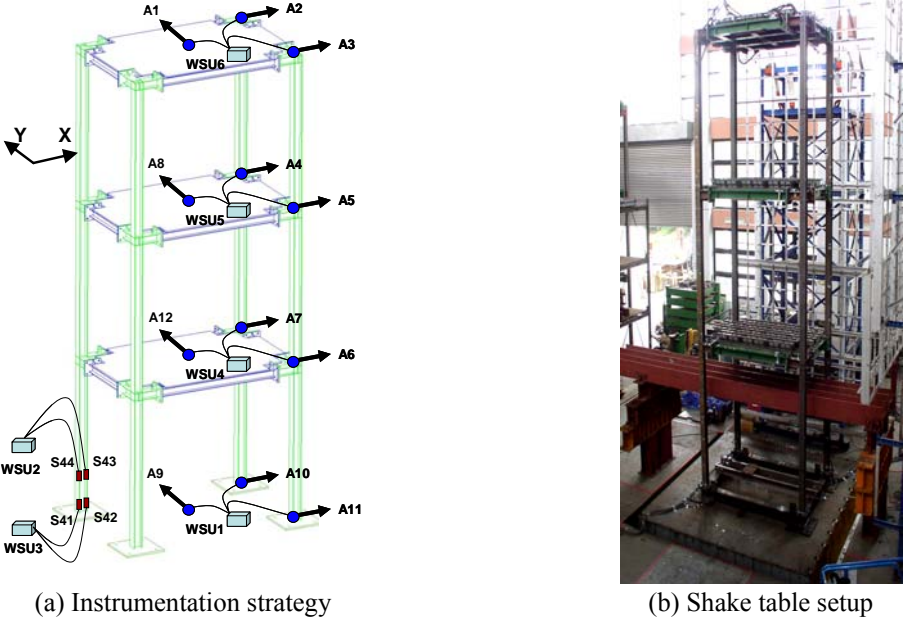 A1
A2
A3
WSU6
Y X
A8
A4
A5
WSU5
A12
A7
A6
WSU4
WSU2
S44 S43
S41 S42
WSU3
A9
A10
A11
WSU1
(a) Instrumentation strategy
(b) Shake table setup